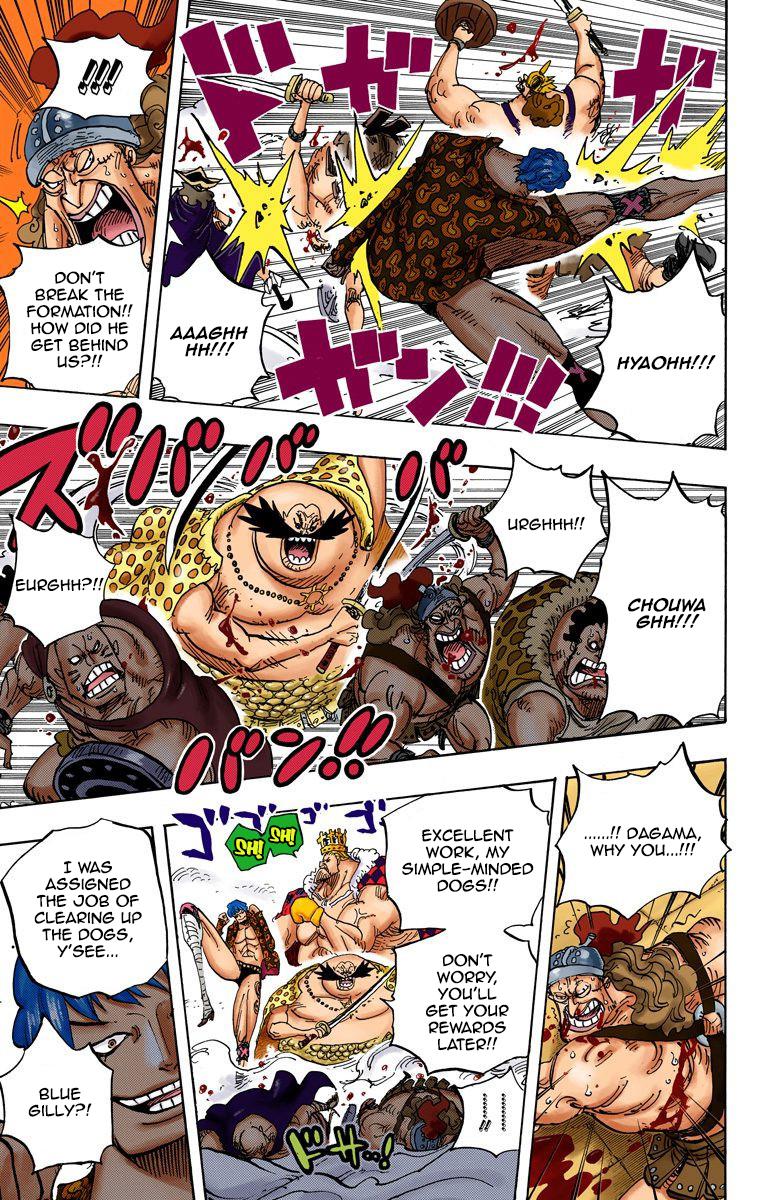 ドガガガン!!!
HYAOHH!!!
AAAGHH
HH!!!
!!!
DON'T
BREAK THE
FORMATION!!
HOW DID HE
GET BEHIND
US?!!
CHOUWA
GHH!!!
URGHHH!!
ズバババン!!
EURGHH?!!
......!! DAGAMA,
WHY YOU...!!!
EXCELLENT
WORK, MY
SIMPLE-MINDED
DOGS!!
DON'T
WORRY,
YOU'LL
GET YOUR
REWARDS
LATER!!
ゴゴゴゴ
SH!
SH!
!!
ドサ...!
I WAS
ASSIGNED
THE JOB OF
CLEARING UP
THE DOGS,
Y'SEE...
BLUE
GILLY?!